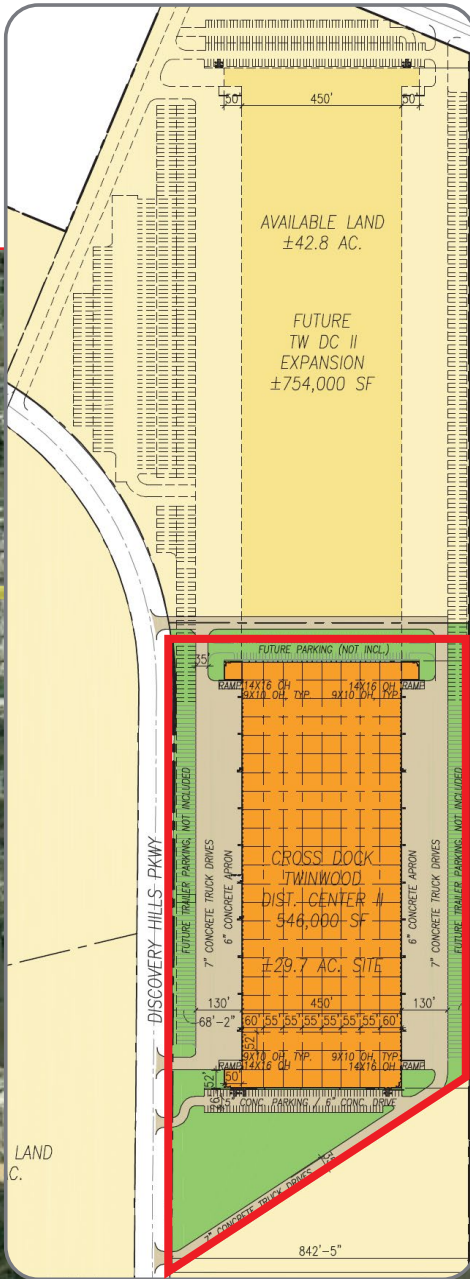 50'
450'
50'
AVAILABLE LAND
±42.8 AC.
FUTURE
TW DC II
EXPANSION
±754,000 SF
FUTURE PARKING (NOT INCL.)
35'
RAMP 14X16 OH
14X16 OH RAMP
9X10 OH. TYP.
9X10 OH. TYP.
FUTURE TRAILER PARKING, NOT INCLUDED
7" CONCRETE TRUCK DRIVES
6" CONCRETE APRON
6" CONCRETE APRON
7" CONCRETE TRUCK DRIVES
FUTURE TRAILER PARKING, NOT INCLUDED
CROSS DOCK
TWINWOOD
DIST. CENTER II
546,000 SF
±29.7 AC. SITE
DISCOVERY HILLS PKWY
130'
450'
130'
68'-2"
60' 55' 55' 55' 55' 55' 55' 60'
52'
9X10 OH. TYP.
9X10 OH. TYP.
RAMP 14X16 OH
14X16 OH RAMP
52'
50'
5" CONC. PARKING / 6" CONC. DRIVE
7" CONCRETE TRUCK DRIVES
LAND
C.
842'-5"